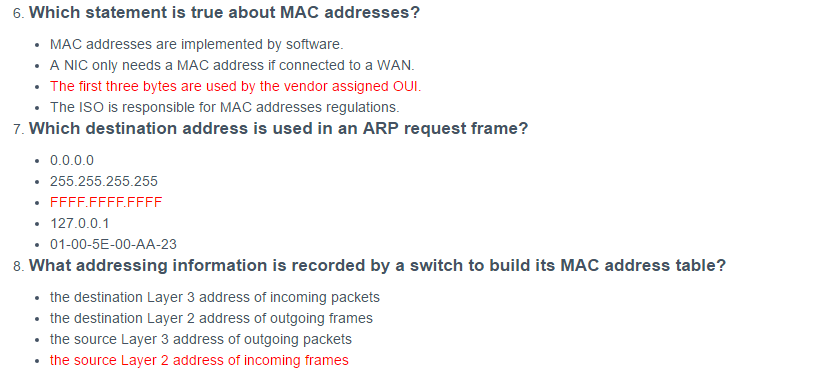 6. Which statement is true about MAC addresses?
• MAC addresses are implemented by software.
• A NIC only needs a MAC address if connected to a WAN.
• The first three bytes are used by the vendor assigned OUI.
• The ISO is responsible for MAC addresses regulations.
7. Which destination address is used in an ARP request frame?
• 0.0.0.0
• 255.255.255.255
• FFFF.FFFF.FFFF
• 127.0.0.1
• 01-00-5E-00-AA-23
8. What addressing information is recorded by a switch to build its MAC address table?
• the destination Layer 3 address of incoming packets
• the destination Layer 2 address of outgoing frames
• the source Layer 3 address of outgoing packets
• the source Layer 2 address of incoming frames